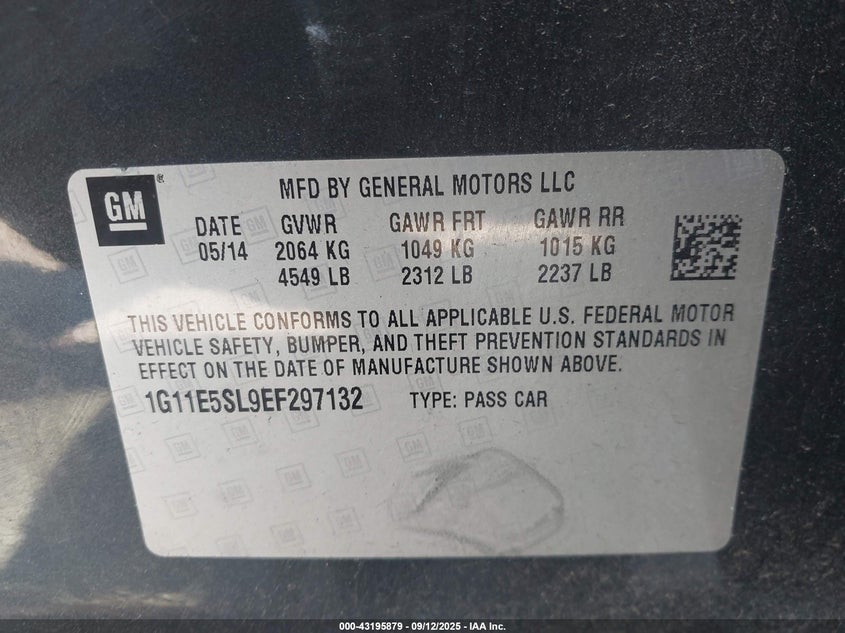 GM ®
MFD BY GENERAL MOTORS LLC
DATE GVWR GAWR FRT GAWR RR
05/14 2064 KG 1049 KG 1015 KG
4549 LB 2312 LB 2237 LB
THIS VEHICLE CONFORMS TO ALL APPLICABLE U.S. FEDERAL MOTOR
VEHICLE SAFETY, BUMPER, AND THEFT PREVENTION STANDARDS IN
EFFECT ON THE DATE OF MANUFACTURE SHOWN ABOVE.
1G11E5SL9EF297132 TYPE: PASS CAR
000-43195879 - 09/12/2025 - IAA Inc.